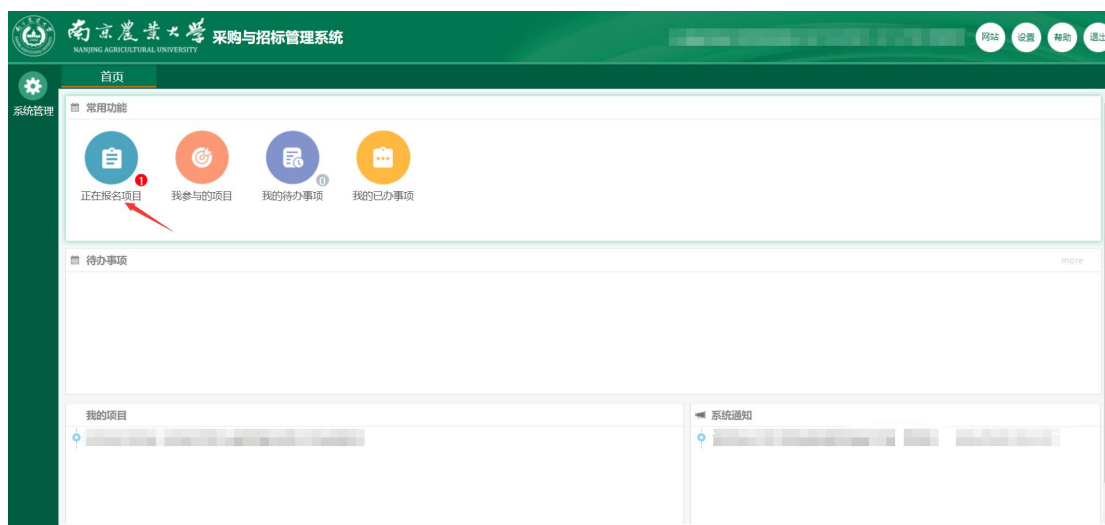 南京農業大學 采购与招标管理系统
NANJING AGRICULTURAL UNIVERSITY
网站 设置 帮助 退出
首页
系统管理
常用功能
1
0
正在报名项目 我参与的项目 我的待办事项 我的已办事项
待办事项 more
我的项目 系统通知